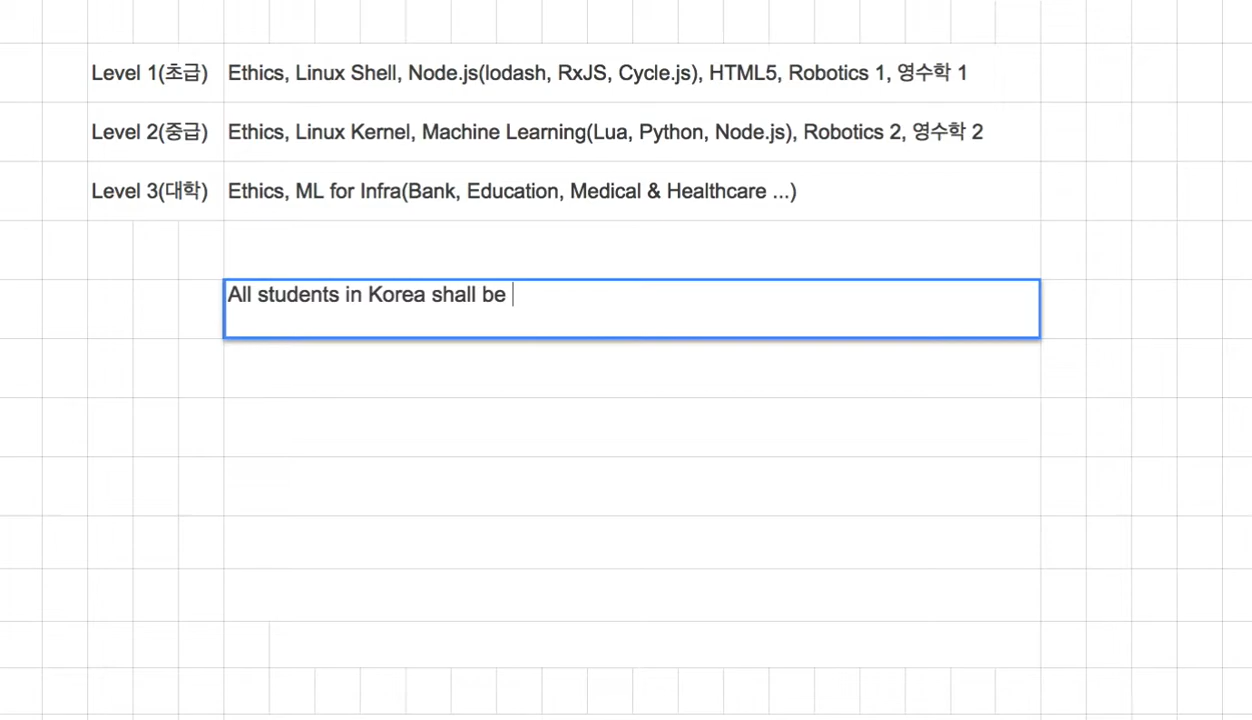 Level 1(초급) Ethics, Linux Shell, Node.js(lodash, RxJS, Cycle.js), HTML5, Robotics 1, 영수학 1
Level 2(중급) Ethics, Linux Kernel, Machine Learning(Lua, Python, Node.js), Robotics 2, 영수학 2
Level 3(대학) Ethics, ML for Infra(Bank, Education, Medical & Healthcare ...)
All students in Korea shall be